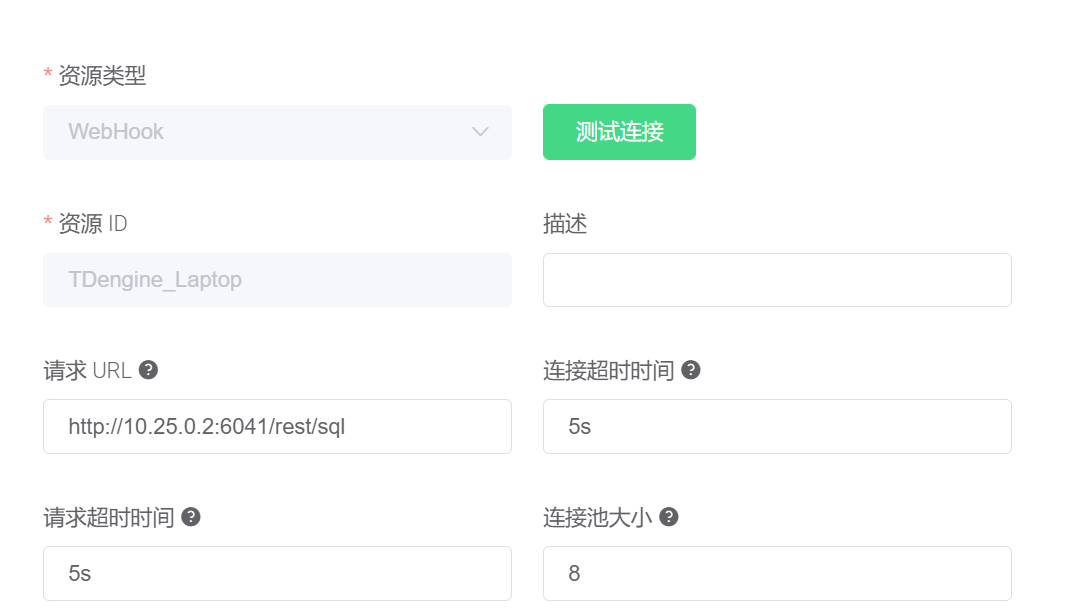 * 资源类型
WebHook
测试连接
* 资源 ID
描述
TDengine_Laptop
请求 URL ?
连接超时时间 ?
http://10.25.0.2:6041/rest/sql
5s
请求超时时间 ?
连接池大小 ?
5s
8